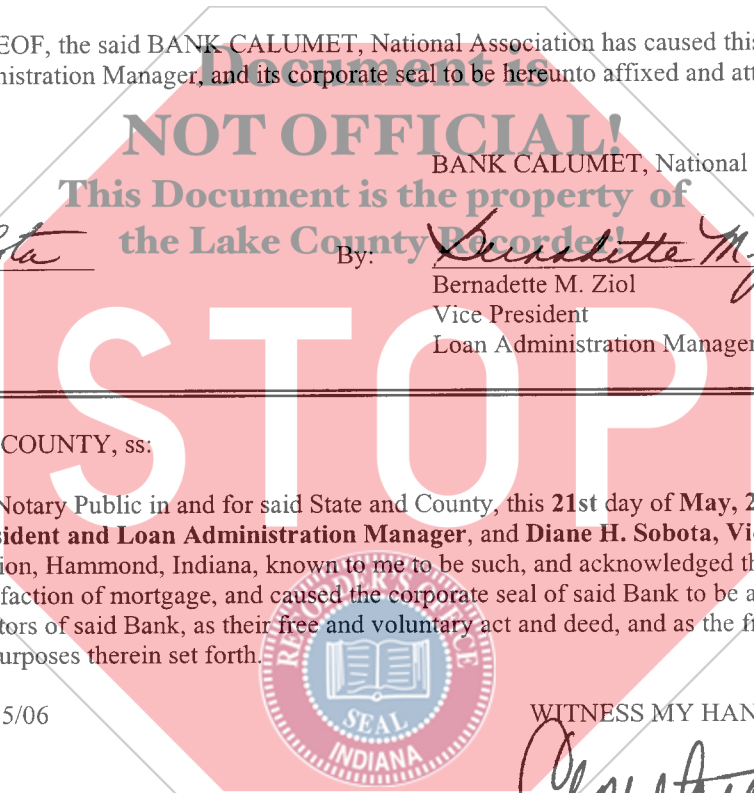 EOF, the said BANK CALUMET, National Association has caused this
Document is
nistration Manager, and its corporate seal to be hereunto affixed and att
NOT OFFICIAL!
BANK CALUMET, National
This Document is the property of
the Lake County Recorder!
ota By: Bernadette M.
Bernadette M. Ziol
Vice President
Loan Administration Manager
STOP
COUNTY, ss:
Notary Public in and for said State and County, this 21st day of May, 2
sident and Loan Administration Manager, and Diane H. Sobota, Vi
ion, Hammond, Indiana, known to me to be such, and acknowledged th
faction of mortgage, and caused the corporate seal of said Bank to be a
tors of said Bank, as their free and voluntary act and deed, and as the f
urposes therein set forth.
RECORDER'S OFFICE
SEAL
INDIANA
5/06 WITNESS MY HAN